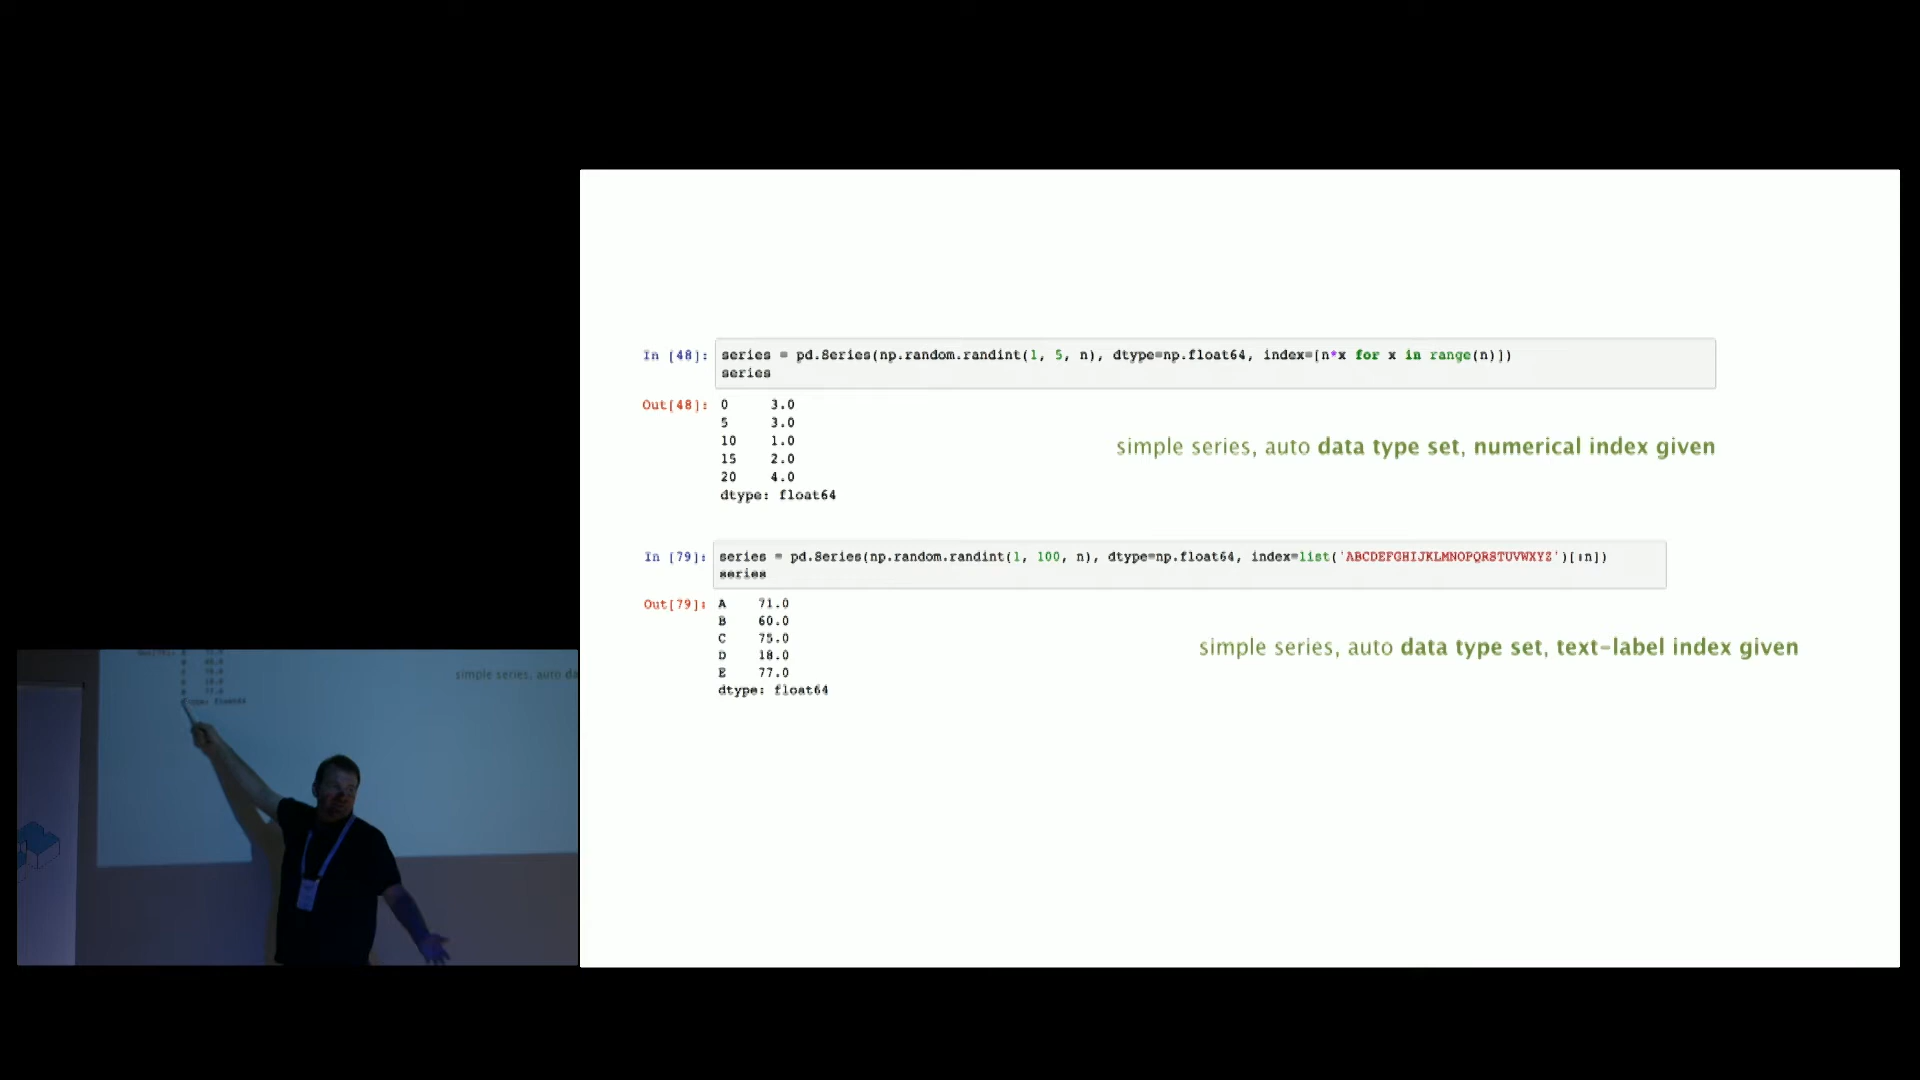 In [48]: series = pd.Series(np.random.randint(1, 5, n), dtype=np.float64, index=[n*x for x in range(n)])
series
Out[48]: 0 3.0
5 3.0
10 1.0
15 2.0
20 4.0
dtype: float64
simple series, auto data type set, numerical index given
In [79]: series = pd.Series(np.random.randint(1, 100, n), dtype=np.float64, index=list('ABCDEFGHIJKLMNOPQRSTUVWXYZ')[:n])
series
Out[79]: A 71.0
B 60.0
C 75.0
D 18.0
E 77.0
dtype: float64
simple series, auto data type set, text-label index given
simple series, auto da